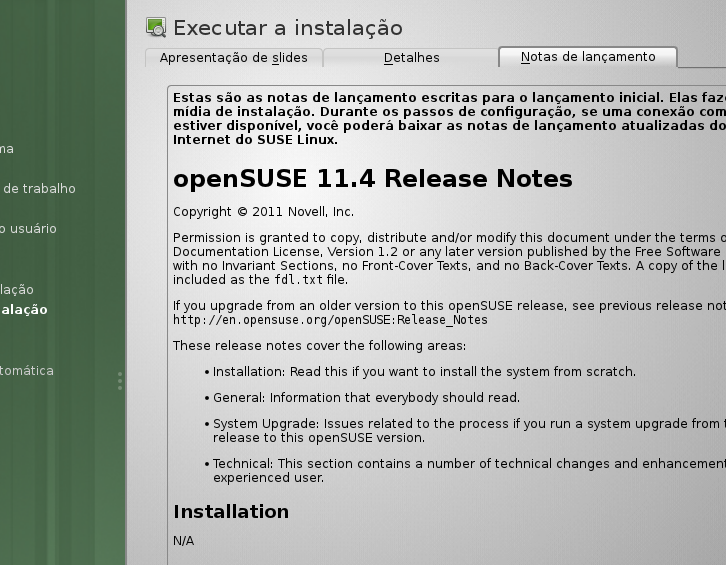 Executar a instalação
Apresentação de slides
Detalhes
Notas de lançamento
de trabalho
usuário
Estas são as notas de lançamento escritas para o lançamento inicial. Elas
mídia de instalação. Durante os passos de configuração, se uma conexão
estiver disponível, você poderá baixar as notas de lançamento atualizadas
Internet do SUSE Linux.
openSUSE 11.4 Release Notes
Copyright © 2011 Novell, Inc.
Permission is granted to copy, distribute and/or modify this document under the terms
Documentation License, Version 1.2 or any later version published by the Free Software
with no Invariant Sections, no Front-Cover Texts, and no Back-Cover Texts. A copy of the
included as the fdl.txt file.
If you upgrade from an older version to this openSUSE release, see previous release
http://en.opensuse.org/openSUSE:Release_Notes
These release notes cover the following areas:
• Installation: Read this if you want to install the system from scratch.
• General: Information that everybody should read.
• System Upgrade: Issues related to the process if you run a system upgrade from
release to this openSUSE version.
• Technical: This section contains a number of technical changes and
experienced user.
Installation
N/A